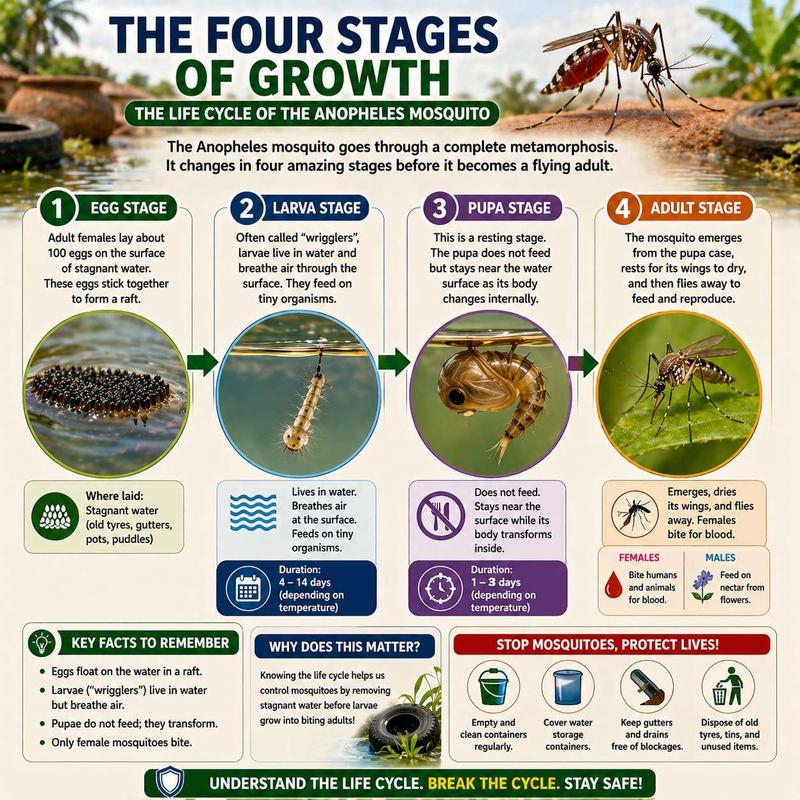 THE FOUR STAGES
OF GROWTH
THE LIFE CYCLE OF THE ANOPHELES MOSQUITO
The Anopheles mosquito goes through a complete metamorphosis.
It changes in four amazing stages before it becomes a flying adult.
1 EGG STAGE
Adult females lay about
100 eggs on the surface
of stagnant water.
These eggs stick together
to form a raft.
Where laid:
Stagnant water
(old tyres, gutters,
pots, puddles)
2 LARVA STAGE
Often called “wrigglers”,
larvae live in water and
breathe air through the
surface. They feed on
tiny organisms.
Lives in water.
Breathes air
at the surface.
Feeds on tiny
organisms.
Duration:
4 – 14 days
(depending on
temperature)
3 PUPA STAGE
This is a resting stage.
The pupa does not feed
but stays near the water
surface as its body
changes internally.
Does not feed.
Stays near the
surface while its
body transforms
inside.
Duration:
1 – 3 days
(depending on
temperature)
4 ADULT STAGE
The mosquito emerges
from the pupa case,
rests for its wings to dry,
and then flies away to
feed and reproduce.
Emerges, dries
its wings, and flies
away. Females
bite for blood.
FEMALES
Bite humans
and animals
for blood.
MALES
Feed on
nectar from
flowers.
KEY FACTS TO REMEMBER
• Eggs float on the water in a raft.
• Larvae (“wrigglers”) live in water
but breathe air.
• Pupae do not feed; they transform.
• Only female mosquitoes bite.
WHY DOES THIS MATTER?
Knowing the life cycle helps us
control mosquitoes by removing
stagnant water before larvae
grow into biting adults!
STOP MOSQUITOES, PROTECT LIVES!
Empty and
clean containers
regularly.
Cover water
storage
containers.
Keep gutters
and drains
free of blockages.
Dispose of old
tyres, tins, and
unused items.
UNDERSTAND THE LIFE CYCLE. BREAK THE CYCLE. STAY SAFE!